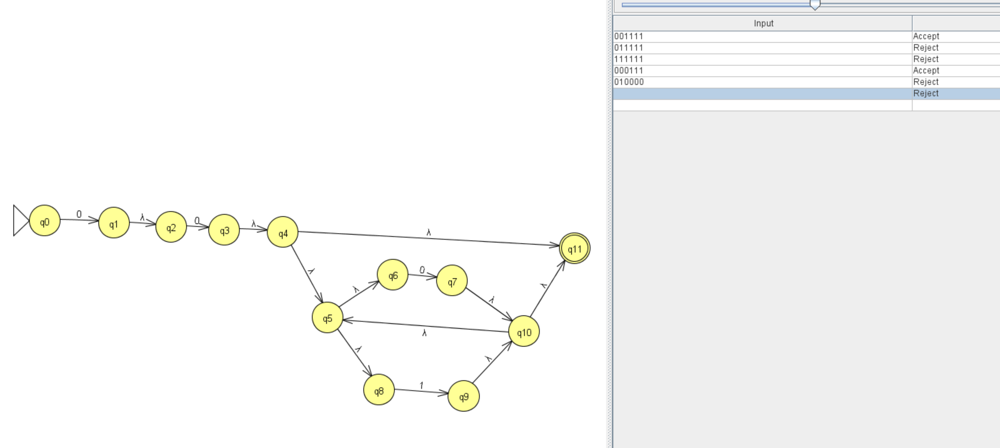 Input
001111 Accept
011111 Reject
111111 Reject
000111 Accept
010000 Reject
Reject
0 λ 0 λ λ
q0 q1 q2 q3 q4 q11
λ λ 0 λ λ
q6 q7
q5 λ q10
λ 1 λ
q8 q9